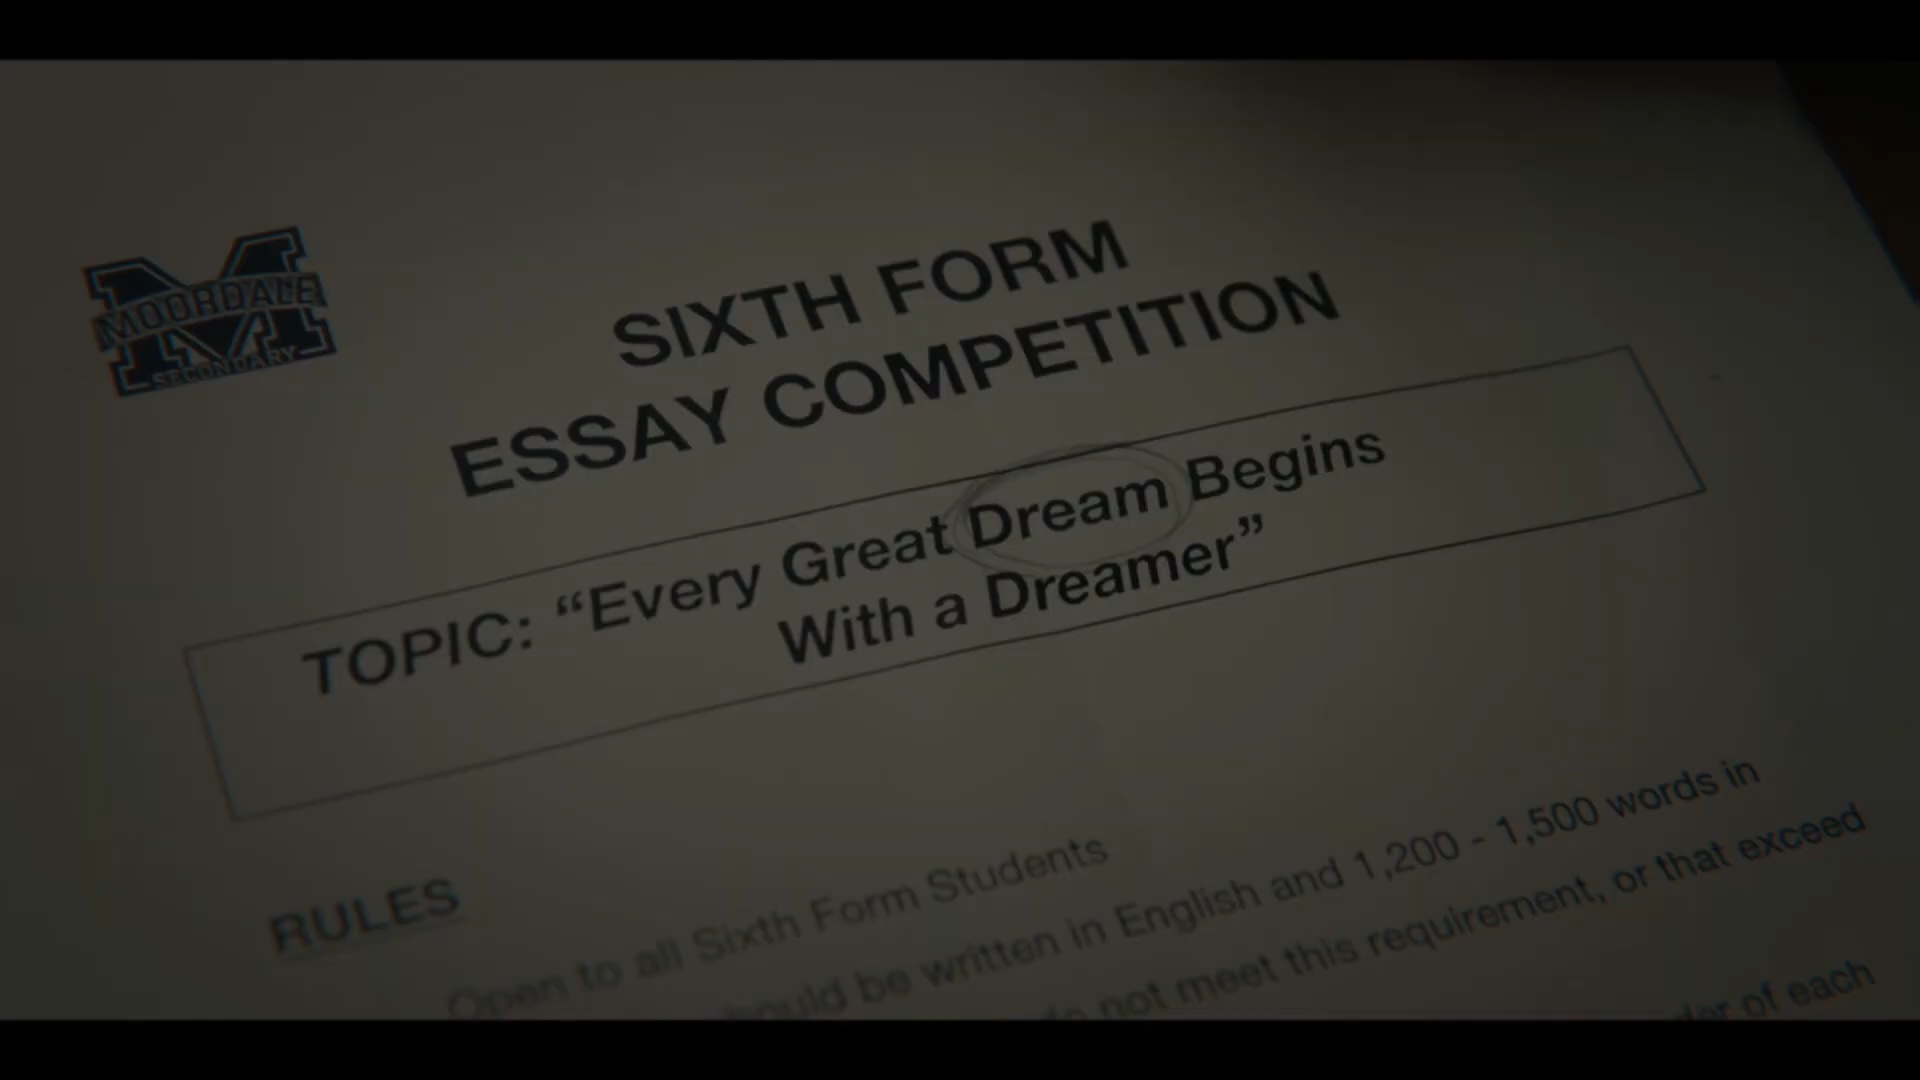 MOORDALE
SECONDARY
SIXTH FORM
ESSAY COMPETITION
TOPIC: “Every Great Dream Begins
With a Dreamer”
RULES
Open to all Sixth Form Students
should be written in English and 1,200 - 1,500 words in
do not meet this requirement, or that exceed
of each